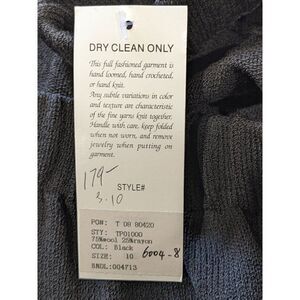 DRY CLEAN ONLY
This full fashioned garment is
hand loomed, hand crocheted,
or hand knit.
Any subtle variations in color
and texture are characteristic
of the fine yarns knit together.
Handle with care, keep folded
when not worn, and remove
jewelry when putting on
garment.
179-
STYLE#
3.10
PO#: T 08 80420
STY: TP01000
75%wool 25%rayon
COL: Black
SIZE: 10 6004-8
BNDL:004713